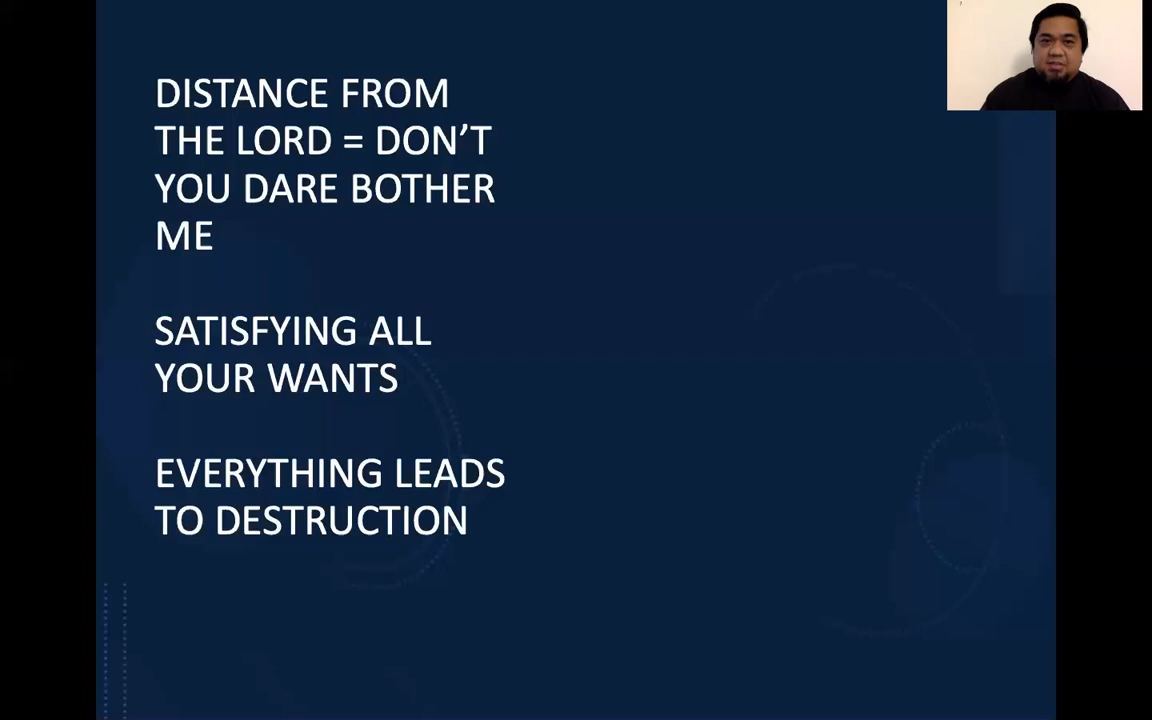 DISTANCE FROM
THE LORD = DON’T
YOU DARE BOTHER
ME
SATISFYING ALL
YOUR WANTS
EVERYTHING LEADS
TO DESTRUCTION